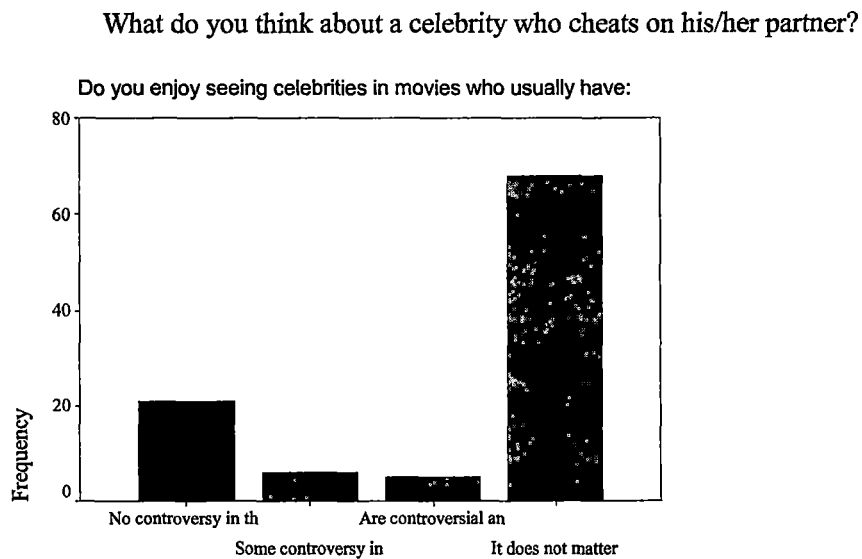 What do you think about a celebrity who cheats on his/her partner?
Do you enjoy seeing celebrities in movies who usually have:
80
60
40
20
0
Frequency
No controversy in th
Are controversial an
Some controversy in
It does not matter